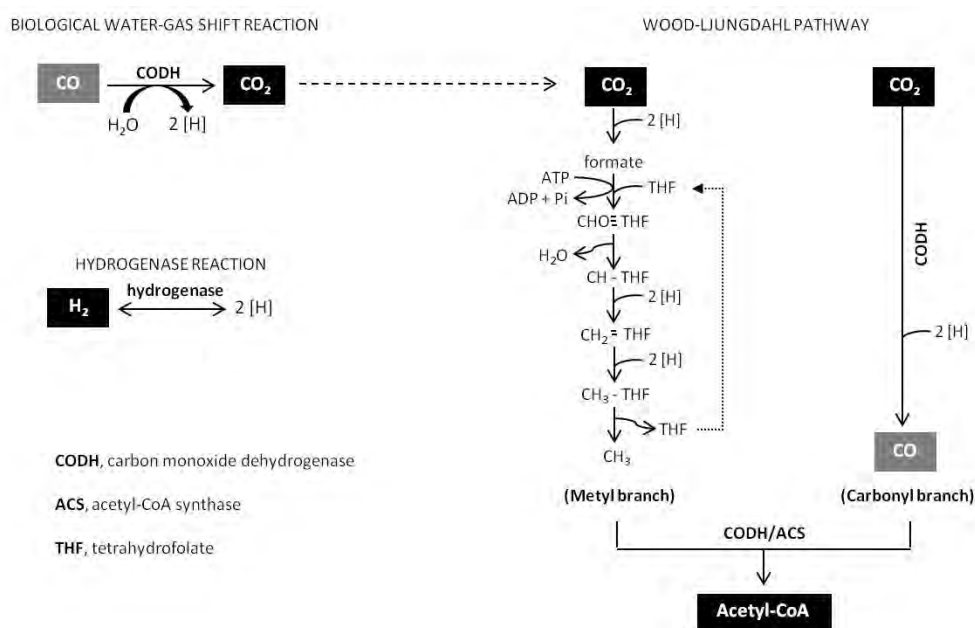 BIOLOGICAL WATER-GAS SHIFT REACTION
CO
CODH
CO₂
H₂O
2 [H]
HYDROGENASE REACTION
H₂
hydrogenase
2 [H]
CODH, carbon monoxide dehydrogenase
ACS, acetyl-CoA synthase
THF, tetrahydrofolate
WOOD-LJUNGDAHL PATHWAY
CO₂
2 [H]
formate
ATP
THF
ADP + Pi
CHO≡THF
H₂O
CH - THF
2 [H]
CH₂=THF
2 [H]
CH₃ - THF
THF
CH₃
(Metyl branch)
CO₂
CODH
2 [H]
CO
(Carbonyl branch)
CODH/ACS
Acetyl-CoA